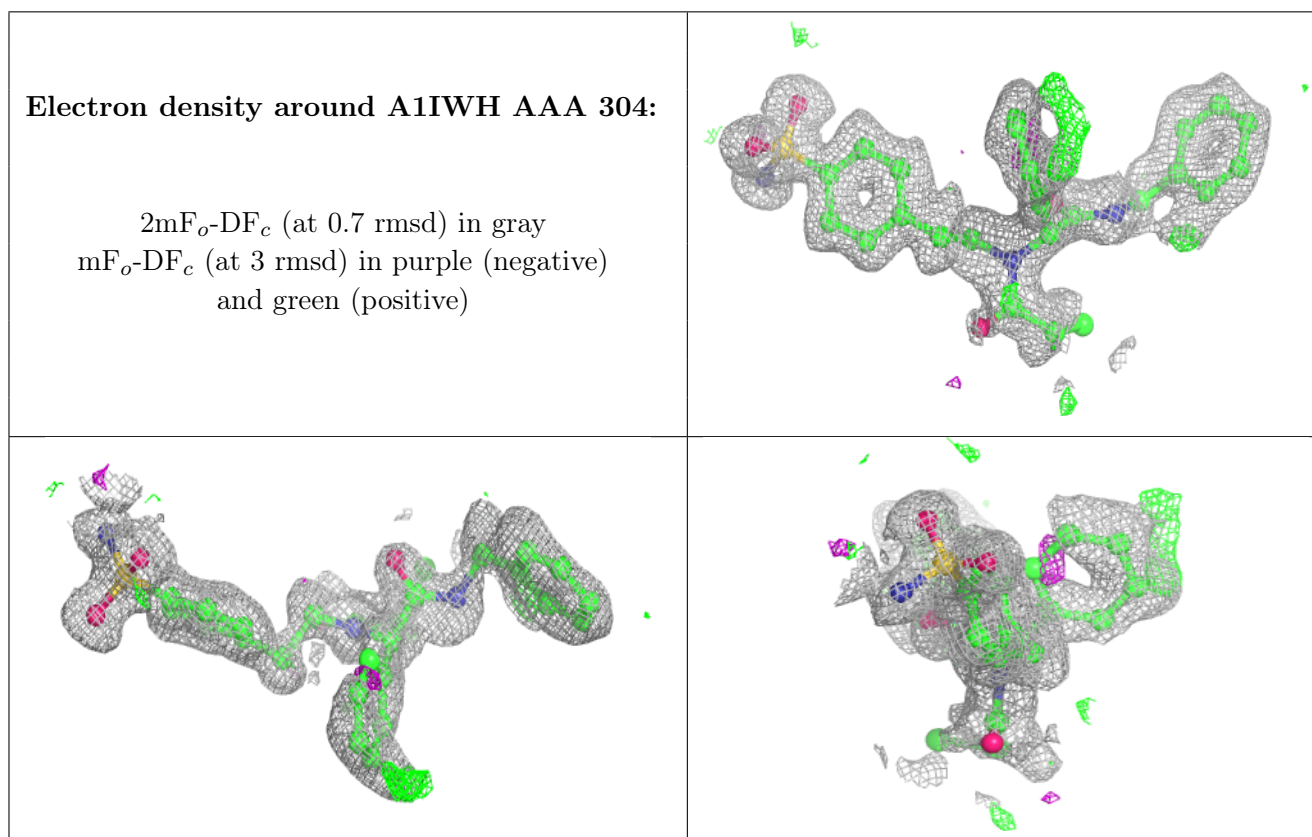 Electron density around A1IWH AAA 304:
2mFo-DFc (at 0.7 rmsd) in gray
mFo-DFc (at 3 rmsd) in purple (negative)
and green (positive)